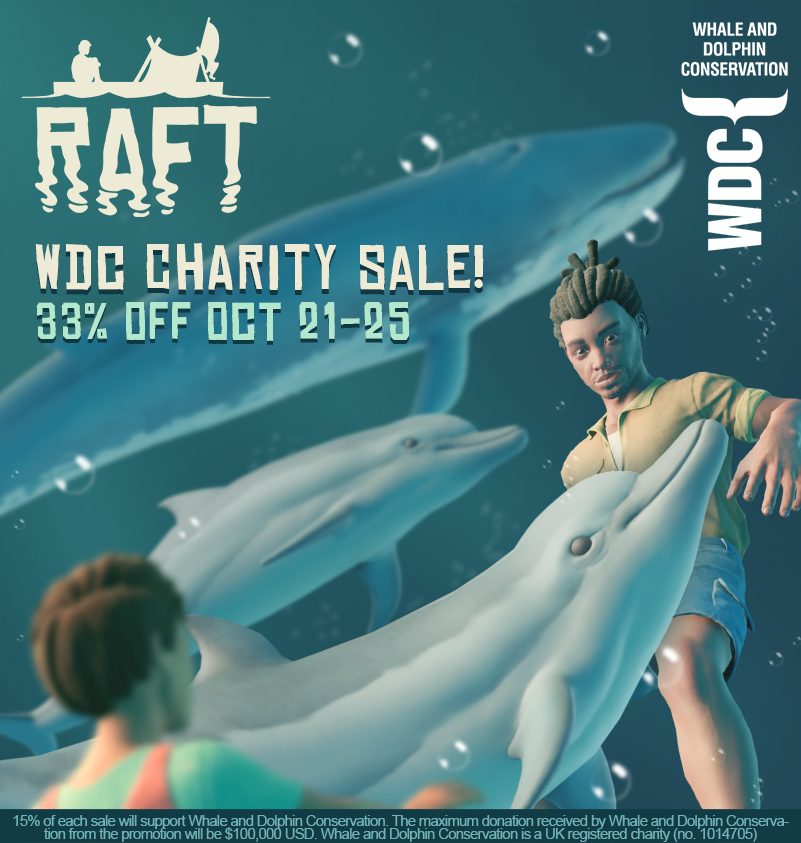 RAFT
WHALE AND
DOLPHIN
CONSERVATION
WDC
WDC CHARITY SALE!
33% OFF OCT 21-25
15% of each sale will support Whale and Dolphin Conservation. The maximum donation received by Whale and Dolphin Conserva-
tion from the promotion will be $100,000 USD. Whale and Dolphin Conservation is a UK registered charity (no. 1014705)